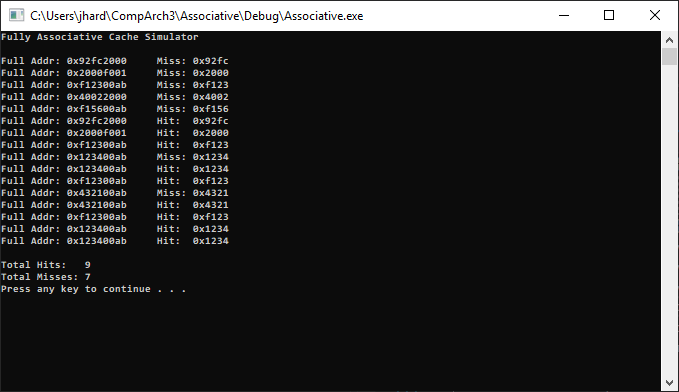 C:\Users\jhard\CompArch3\Associative\Debug\Associative.exe
Fully Associative Cache Simulator
Full Addr: 0x92fc2000     Miss: 0x92fc
Full Addr: 0x2000f001     Miss: 0x2000
Full Addr: 0xf12300ab     Miss: 0xf123
Full Addr: 0x40022000     Miss: 0x4002
Full Addr: 0xf15600ab     Miss: 0xf156
Full Addr: 0x92fc2000     Hit:  0x92fc
Full Addr: 0x2000f001     Hit:  0x2000
Full Addr: 0xf12300ab     Hit:  0xf123
Full Addr: 0x123400ab     Miss: 0x1234
Full Addr: 0x123400ab     Hit:  0x1234
Full Addr: 0xf12300ab     Hit:  0xf123
Full Addr: 0x432100ab     Miss: 0x4321
Full Addr: 0x432100ab     Hit:  0x4321
Full Addr: 0xf12300ab     Hit:  0xf123
Full Addr: 0x123400ab     Hit:  0x1234
Full Addr: 0x123400ab     Hit:  0x1234
Total Hits:   9
Total Misses: 7
Press any key to continue . . .